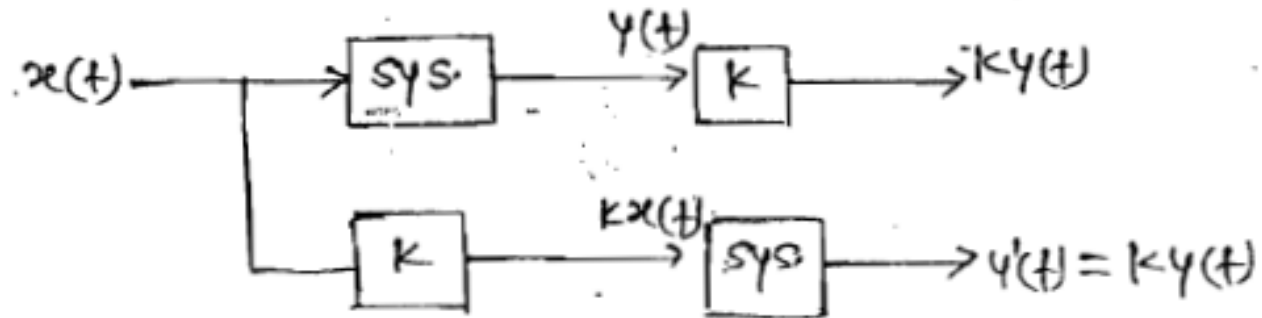 x(t) sys. y(t) K Ky(t)
K Kx(t) sys y'(t) = Ky(t)